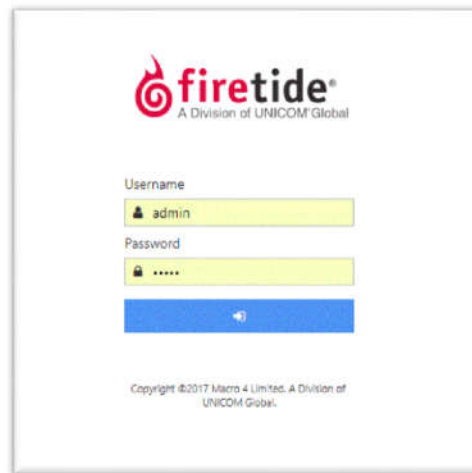 firetide®
A Division of UNICOM® Global
Username
admin
Password
•••••
Copyright ©2017 Macro 4 Limited. A Division of
UNICOM Global.